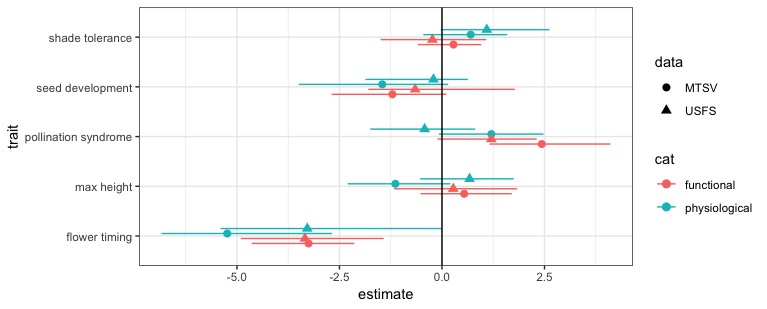 shade tolerance
seed development
pollination syndrome
max height
flower timing
trait
-5.0
-2.5
0.0
2.5
estimate
data
MTSV
USFS
cat
functional
physiological